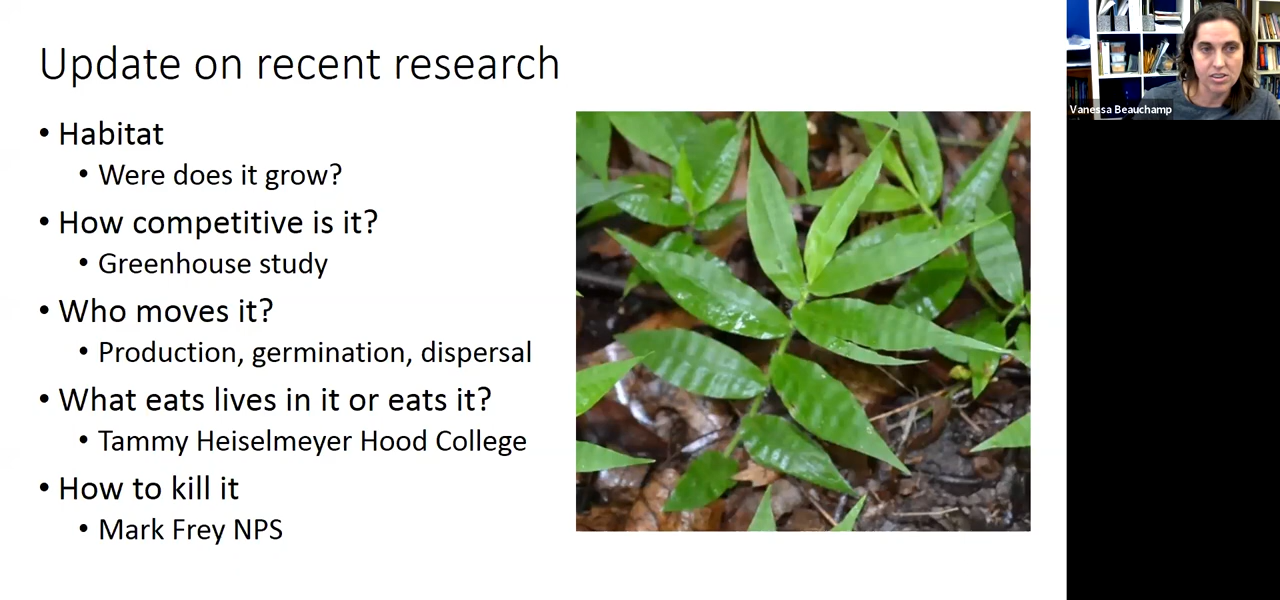 Update on recent research
• Habitat
• Were does it grow?
• How competitive is it?
• Greenhouse study
• Who moves it?
• Production, germination, dispersal
• What eats lives in it or eats it?
• Tammy Heiselmeyer Hood College
• How to kill it
• Mark Frey NPS
Vanessa Beauchamp